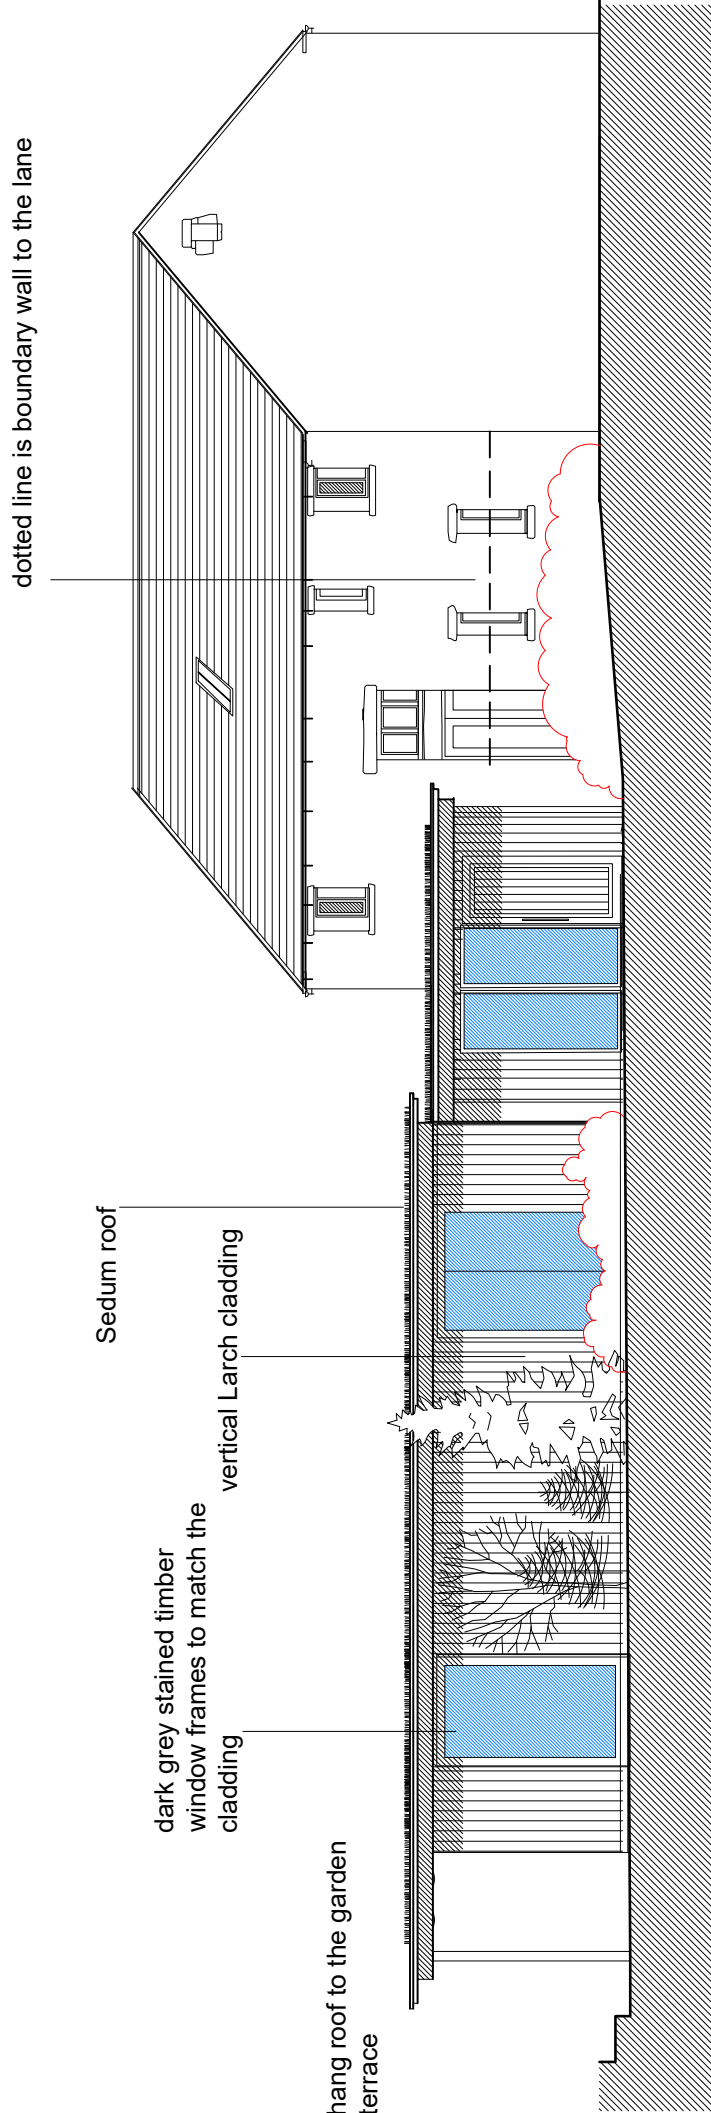 hang roof to the garden
terrace
dark grey stained timber
window frames to match the
cladding
Sedum roof
vertical Larch cladding
dotted line is boundary wall to the lane